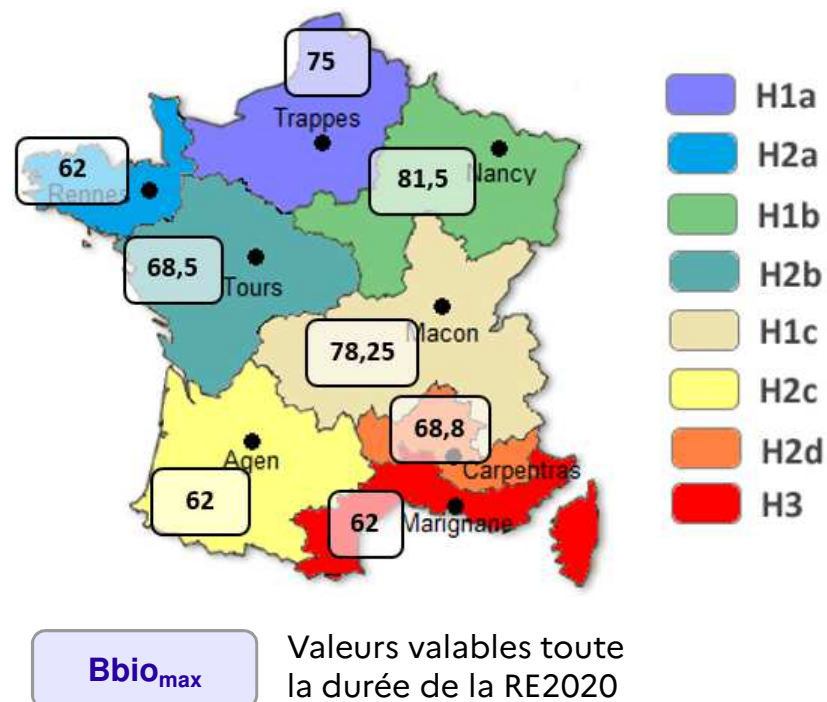 75
Trappes
H1a
62
Rennes
H2a
81,5
Nancy
H1b
68,5
Tours
H2b
78,25
Macon
H1c
H2c
68,8
Agen
Carpentras
H2d
62
62
Marignane
H3
Bbiomax
Valeurs valables toute
la durée de la RE2020